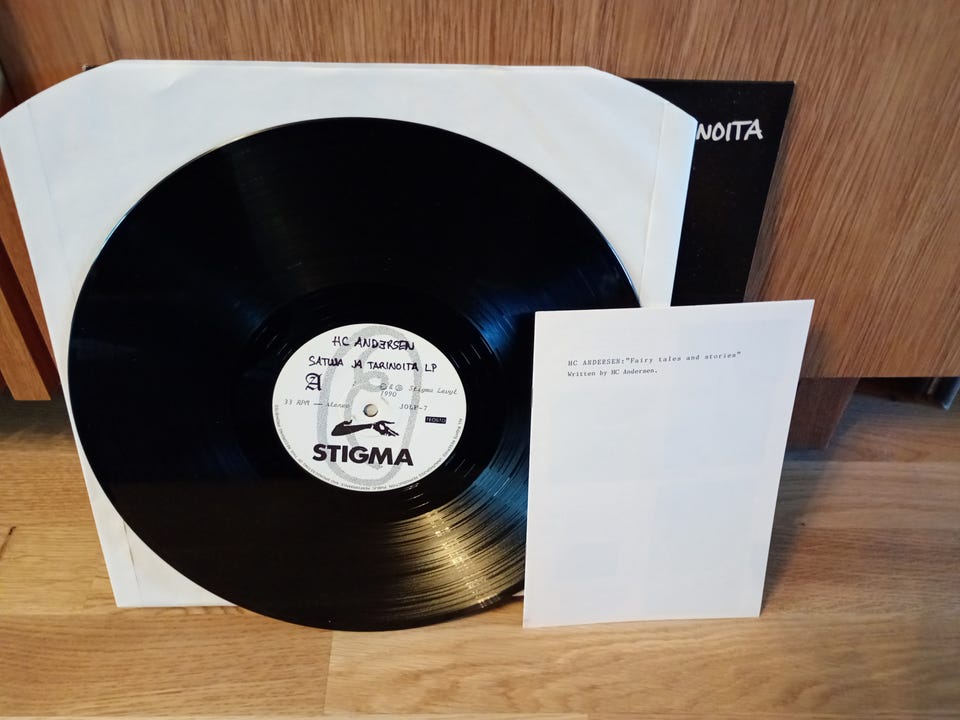 NOITA
HC ANDERSEN
SATUJA JA TARINOITA LP
A
© & ℗ Stigma Levyt
1990
33 RPM — stereo
JOLP-7
TEOSTO
STIGMA
HC ANDERSEN:"Fairy tales and stories"
Written by HC Andersen.